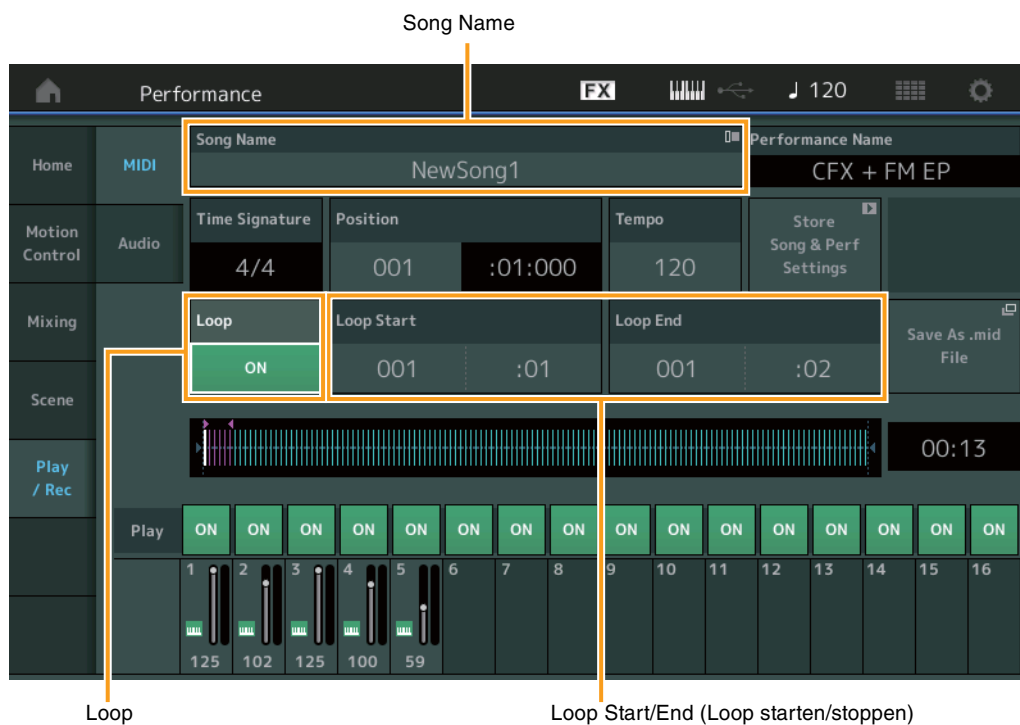 Song Name
Performance
FX
120
Song Name
Performance Name
NewSong1
CFX + FM EP
Home
MIDI
Motion
Control
Audio
Time Signature
Position
Tempo
Store
Song & Perf
Settings
4/4
001
:01:000
120
Mixing
Loop
Loop Start
Loop End
Save As .mid
File
ON
001
:01
001
:02
Scene
Play
/ Rec
00:13
Play
ON ON ON ON ON ON ON ON ON ON ON ON ON ON ON ON
1 2 3 4 5 6 7 8 9 10 11 12 13 14 15 16
125 102 125 100 59
Loop
Loop Start/End (Loop starten/stoppen)